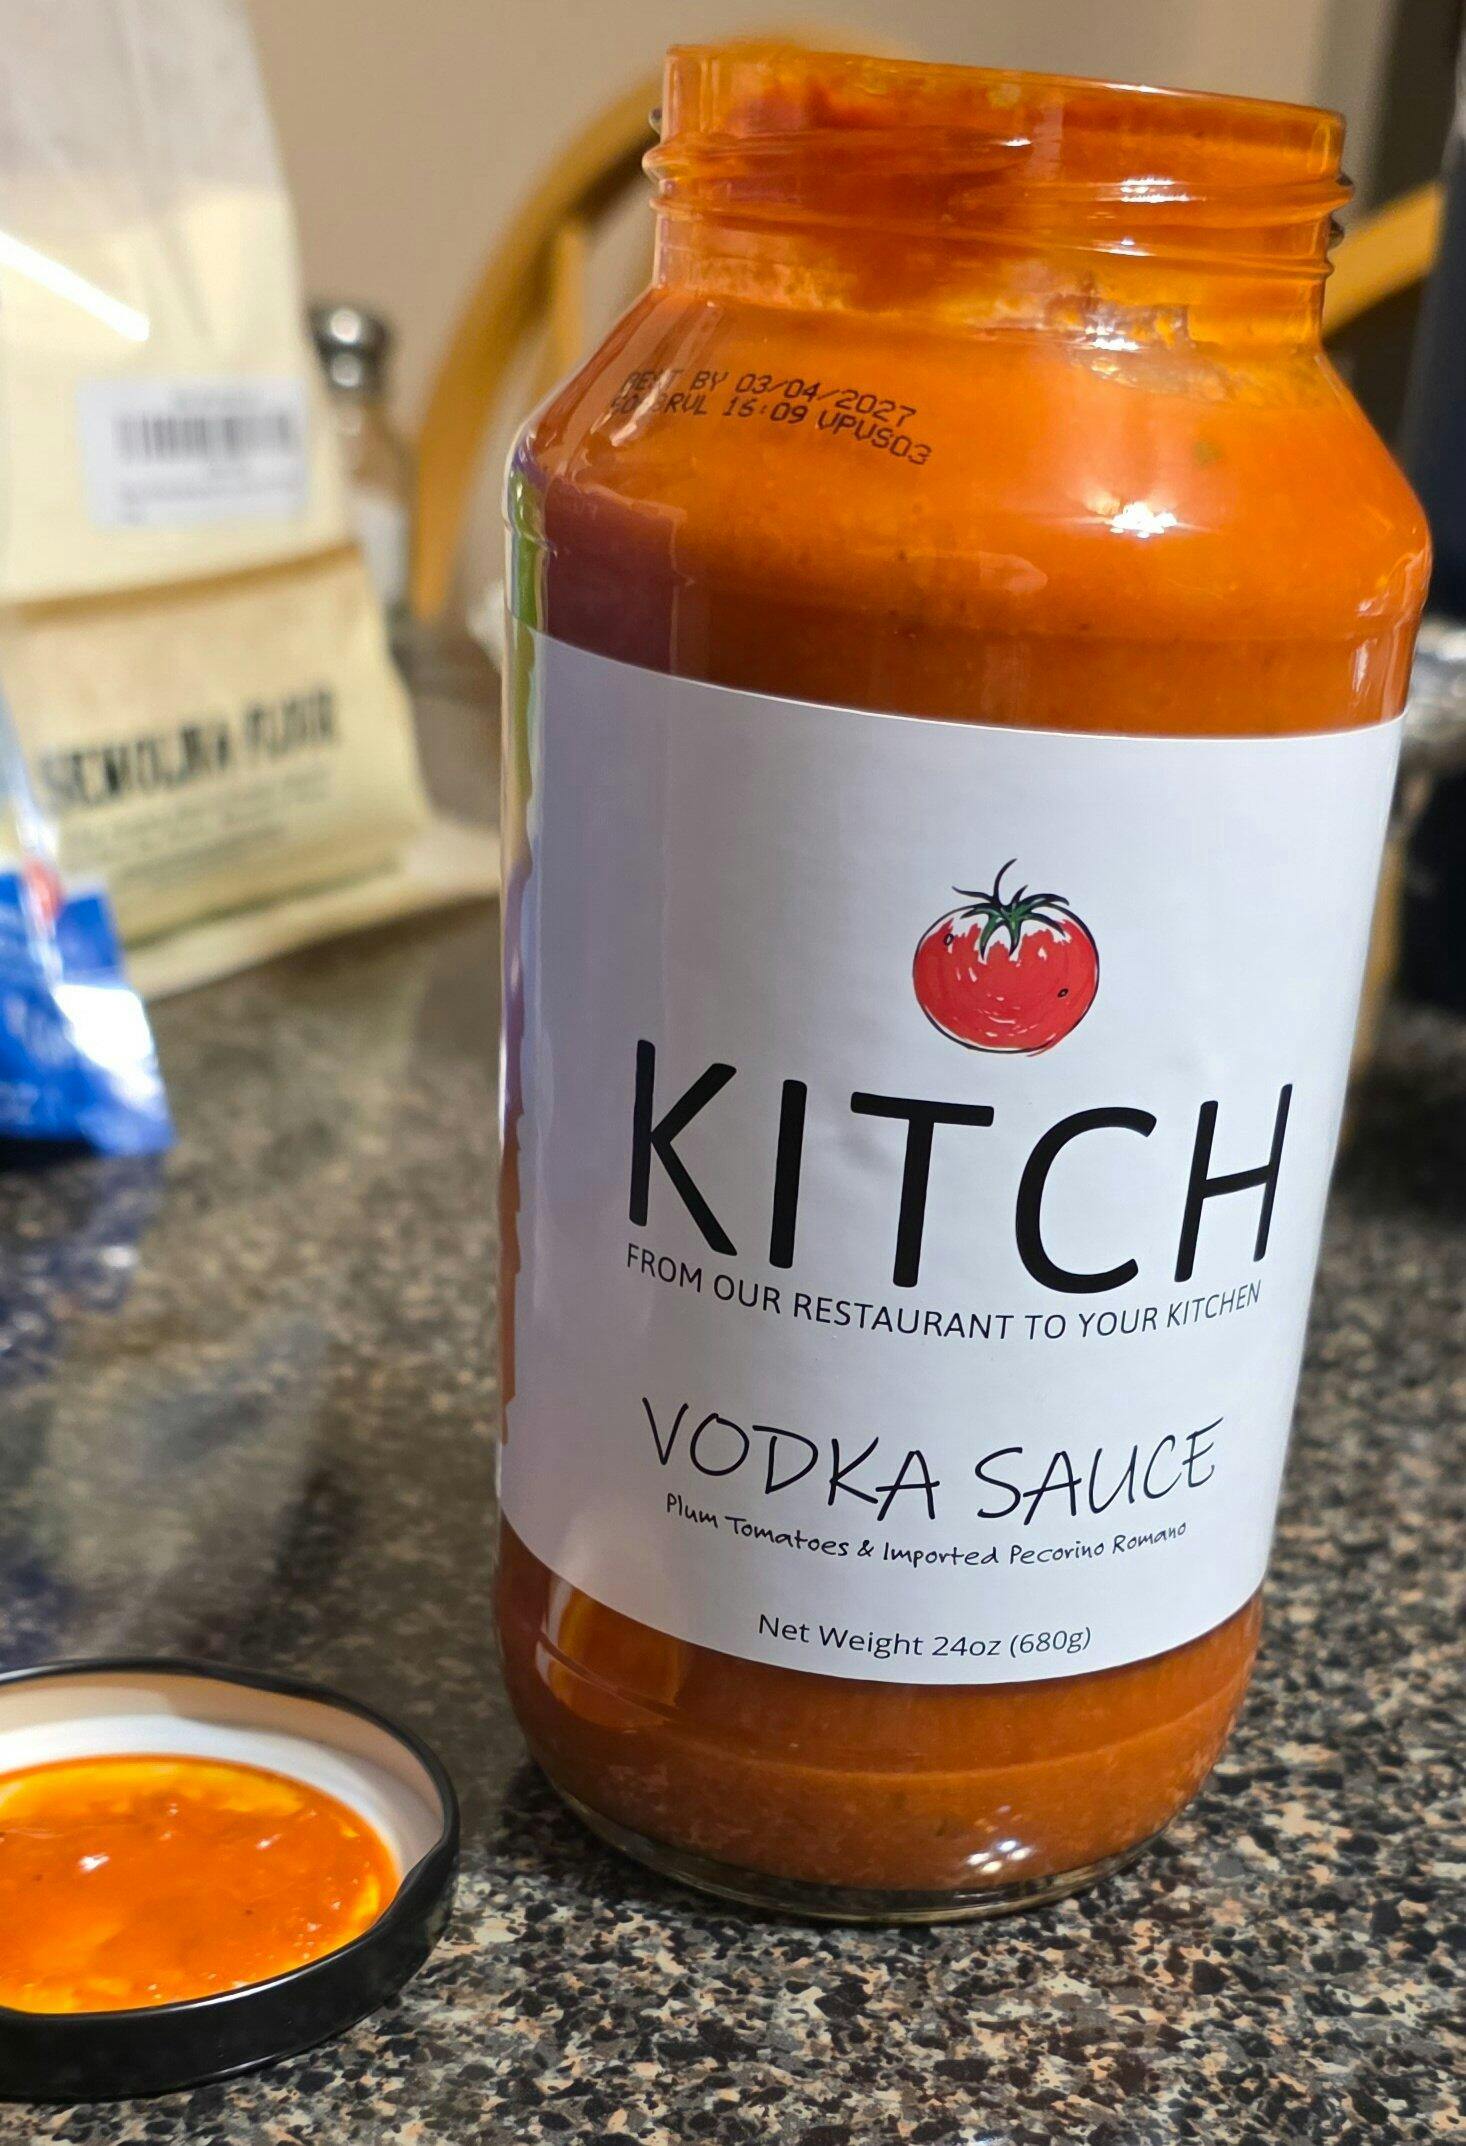 BEST BY 03/04/2027
16:09 VPVS03
SEMOLINA FLOUR
KITCH
FROM OUR RESTAURANT TO YOUR KITCHEN
VODKA SAUCE
Plum Tomatoes & Imported Pecorino Romano
Net Weight 24oz (680g)